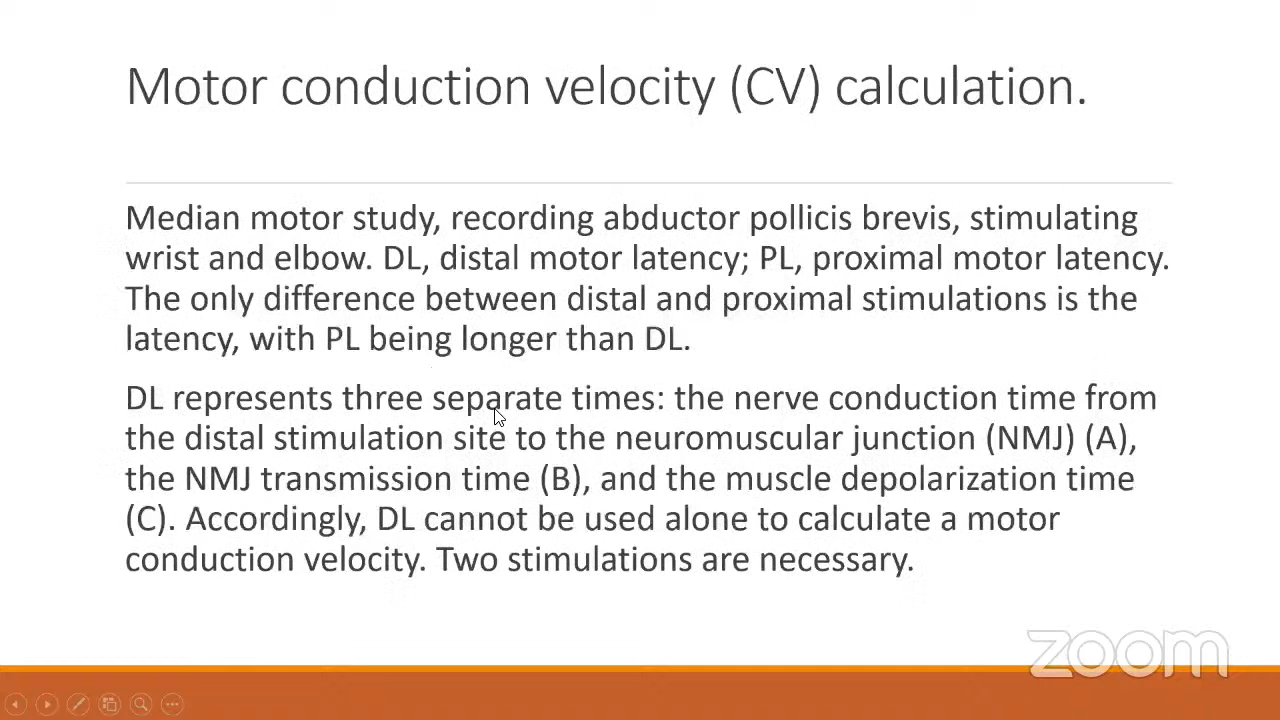 Motor conduction velocity (CV) calculation.
Median motor study, recording abductor pollicis brevis, stimulating
wrist and elbow. DL, distal motor latency; PL, proximal motor latency.
The only difference between distal and proximal stimulations is the
latency, with PL being longer than DL.
DL represents three separate times: the nerve conduction time from
the distal stimulation site to the neuromuscular junction (NMJ) (A),
the NMJ transmission time (B), and the muscle depolarization time
(C). Accordingly, DL cannot be used alone to calculate a motor
conduction velocity. Two stimulations are necessary.
zoom